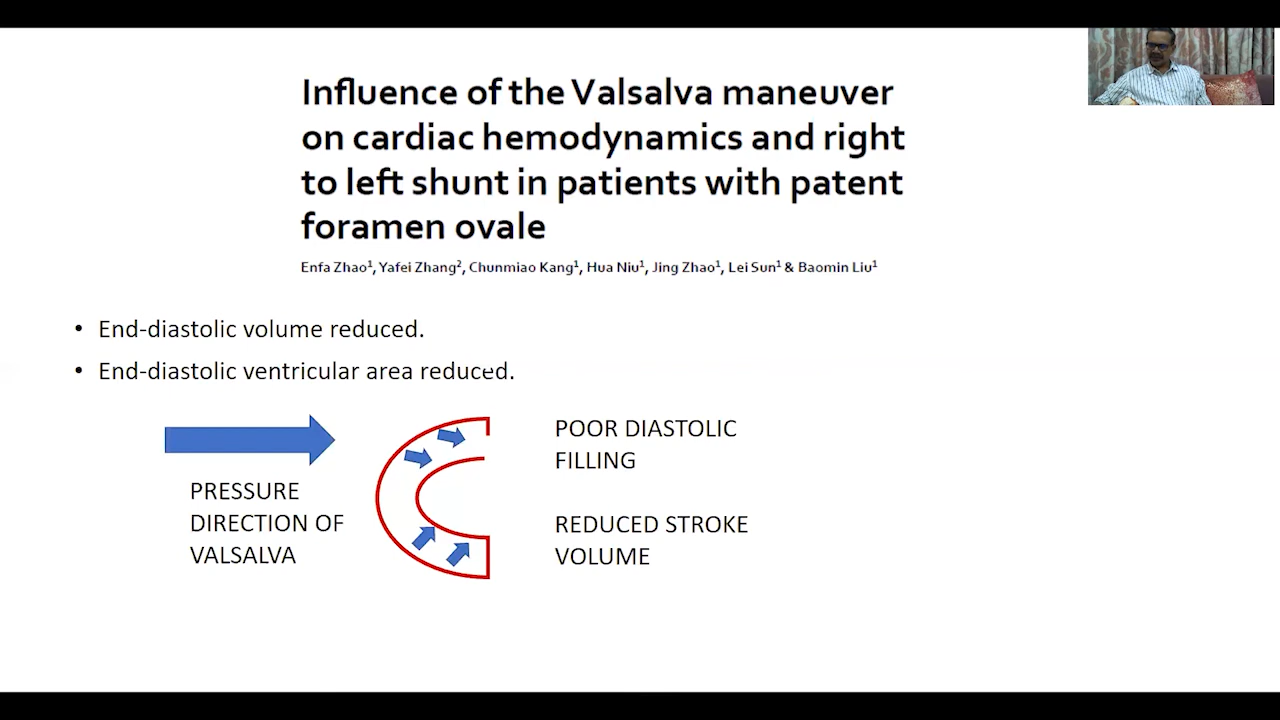 Influence of the Valsalva maneuver
on cardiac hemodynamics and right
to left shunt in patients with patent
foramen ovale
Enfa Zhao¹, Yafei Zhang², Chunmiao Kang¹, Hua Niu¹, Jing Zhao¹, Lei Sun¹ & Baomin Liu¹
• End-diastolic volume reduced.
• End-diastolic ventricular area reduced.
PRESSURE
DIRECTION OF
VALSALVA
POOR DIASTOLIC
FILLING
REDUCED STROKE
VOLUME